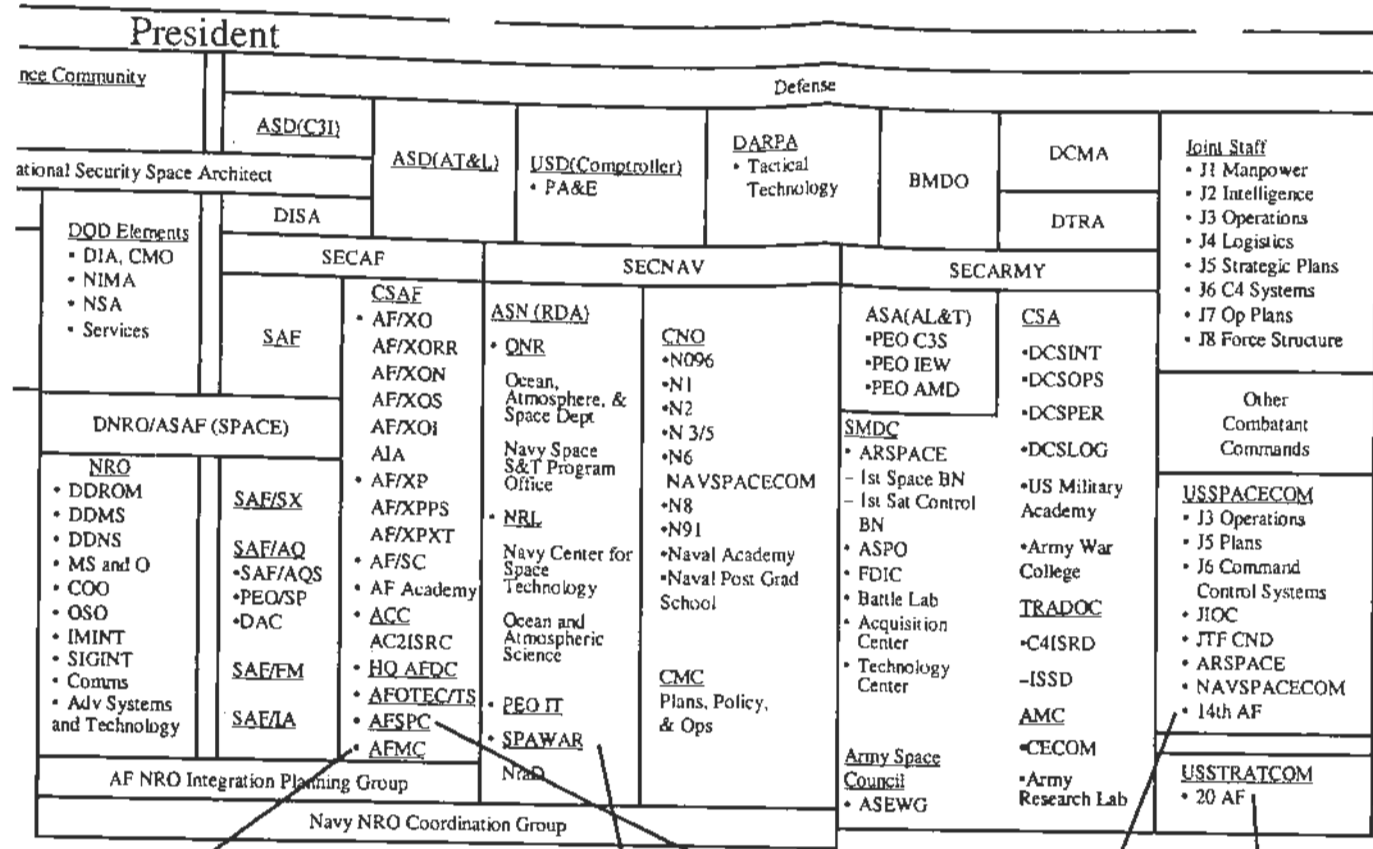 President
nce Community
Defense
ASD(C3I)
ASD(AT&L)
USD(Comptroller)
• PA&E
DARPA
• Tactical
Technology
BMDO
DCMA
DTRA
ational Security Space Architect
DISA
Joint Staff
• J1 Manpower
• J2 Intelligence
• J3 Operations
• J4 Logistics
• J5 Strategic Plans
• J6 C4 Systems
• J7 Op Plans
• J8 Force Structure
DOD Elements
• DIA, CMO
• NIMA
• NSA
• Services
SECAF
SECNAV
SECARMY
SAF
CSAF
• AF/XO
AF/XORR
AF/XON
AF/XOS
AF/XOI
AIA
• AF/XP
AF/XPPS
AF/XPXT
• AF/SC
• AF Academy
• ACC
AC2ISRC
• HQ AFDC
• AFOTEC/TS
• AFSPC
• AFMC
ASN (RDA)
• ONR
Ocean,
Atmosphere, &
Space Dept
Navy Space
S&T Program
Office
• NRL
Navy Center for
Space
Technology
Ocean and
Atmospheric
Science
• PEO IT
• SPAWAR
NraD
CNO
•N096
•N1
•N2
•N 3/5
•N6
NAVSPACECOM
•N8
•N91
•Naval Academy
•Naval Post Grad
School
CMC
Plans, Policy,
& Ops
ASA(AL&T)
•PEO C3S
•PEO IEW
•PEO AMD
SMDC
• ARSPACE
– 1st Space BN
– 1st Sat Control
BN
• ASPO
• FDIC
• Battle Lab
• Acquisition
Center
• Technology
Center
Army Space
Council
• ASEWG
CSA
•DCSINT
•DCSOPS
•DCSPER
•DCSLOG
•US Military
Academy
•Army War
College
TRADOC
•C4ISRD
–ISSD
AMC
•CECOM
•Army
Research Lab
Other
Combatant
Commands
USSPACECOM
• J3 Operations
• J5 Plans
• J6 Command
Control Systems
• JIOC
• JTF CND
• ARSPACE
• NAVSPACECOM
• 14th AF
USSTRATCOM
• 20 AF
DNRO/ASAF (SPACE)
NRO
• DDROM
• DDMS
• DDNS
• MS and O
• COO
• OSO
• IMINT
• SIGINT
• Comms
• Adv Systems
and Technology
SAF/SX
SAF/AQ
•SAF/AQS
•PEO/SP
•DAC
SAF/FM
SAF/IA
AF NRO Integration Planning Group
Navy NRO Coordination Group